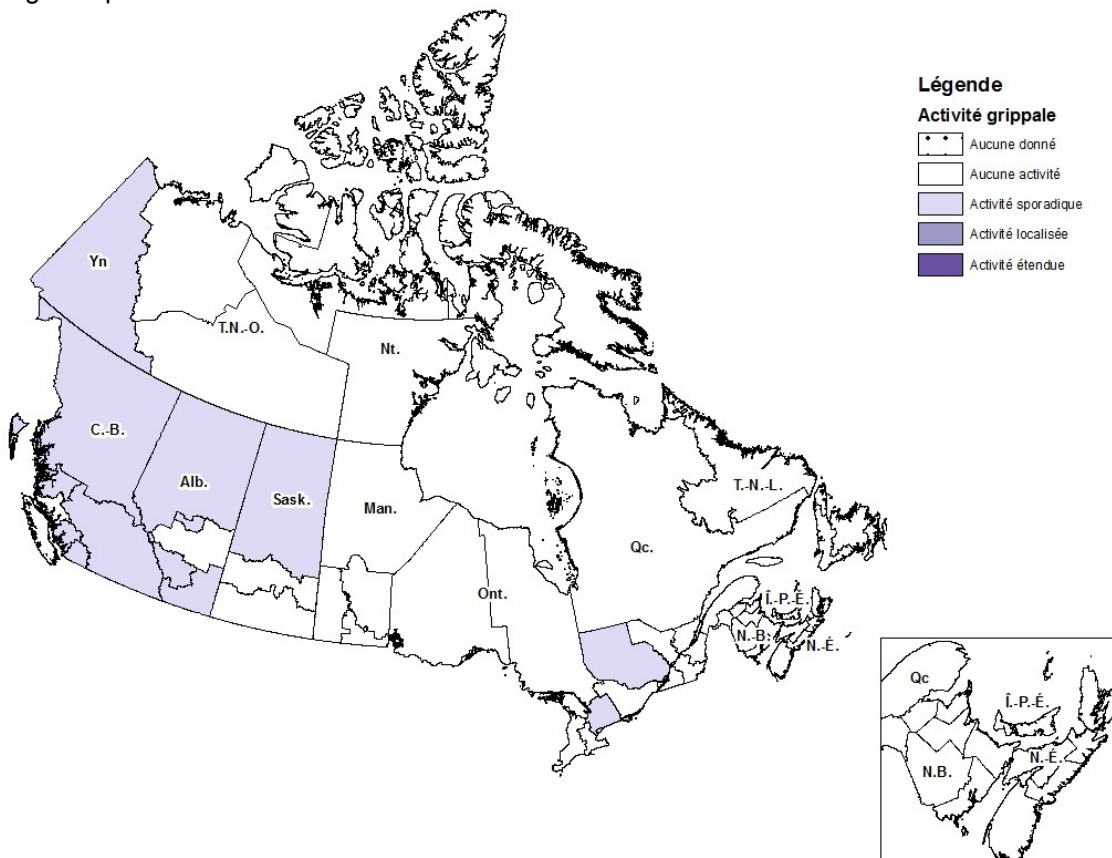 Légende
Activité grippale
Aucune donné
Aucune activité
Activité sporadique
Activité localisée
Activité étendue
Yn
T.N.-O.
Nt.
C.-B.
Alb.
Sask.
Man.
T.-N.-L.
Qc.
Ont.
Î.-P.-É.
N.-B.
N.-É.
Qc
Î.-P.-É.
N.-É.
N.B.